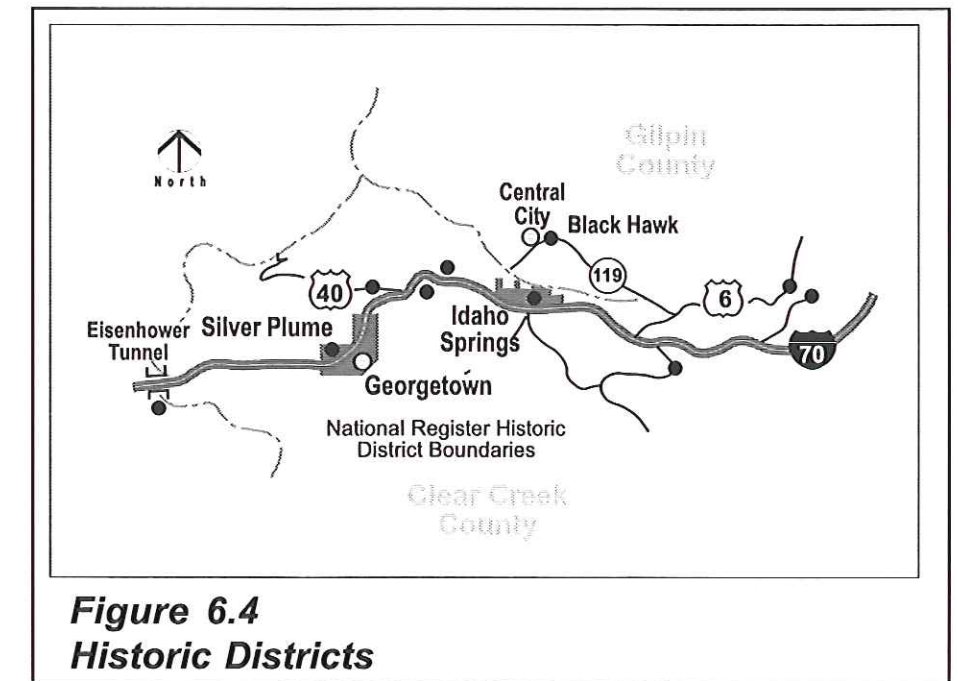 North
Gilpin
County
Central
City
Black Hawk
119
40
6
Eisenhower
Tunnel
Silver Plume
Idaho
Springs
70
Georgetown
National Register Historic
District Boundaries
Clear Creek
County
Figure 6.4
Historic Districts